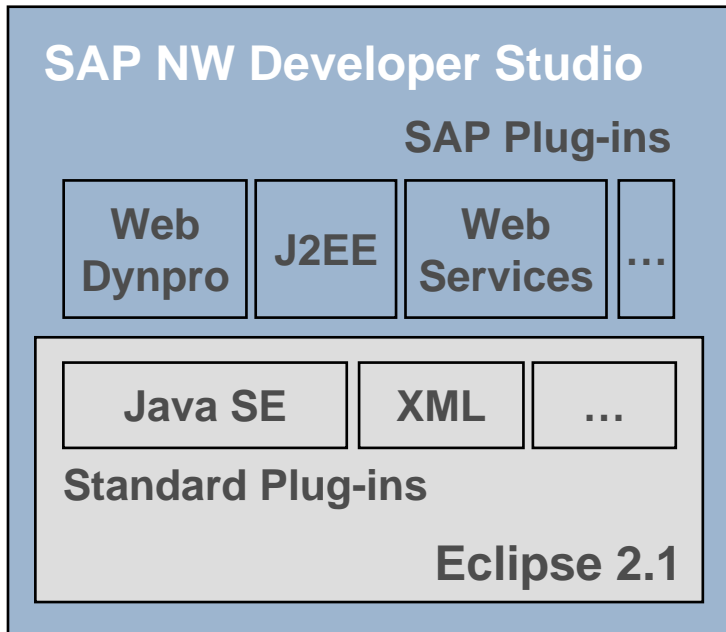 SAP NW Developer Studio
SAP Plug-ins
Web
Dynpro
J2EE
Web
Services
…
Java SE
XML
…
Standard Plug-ins
Eclipse 2.1